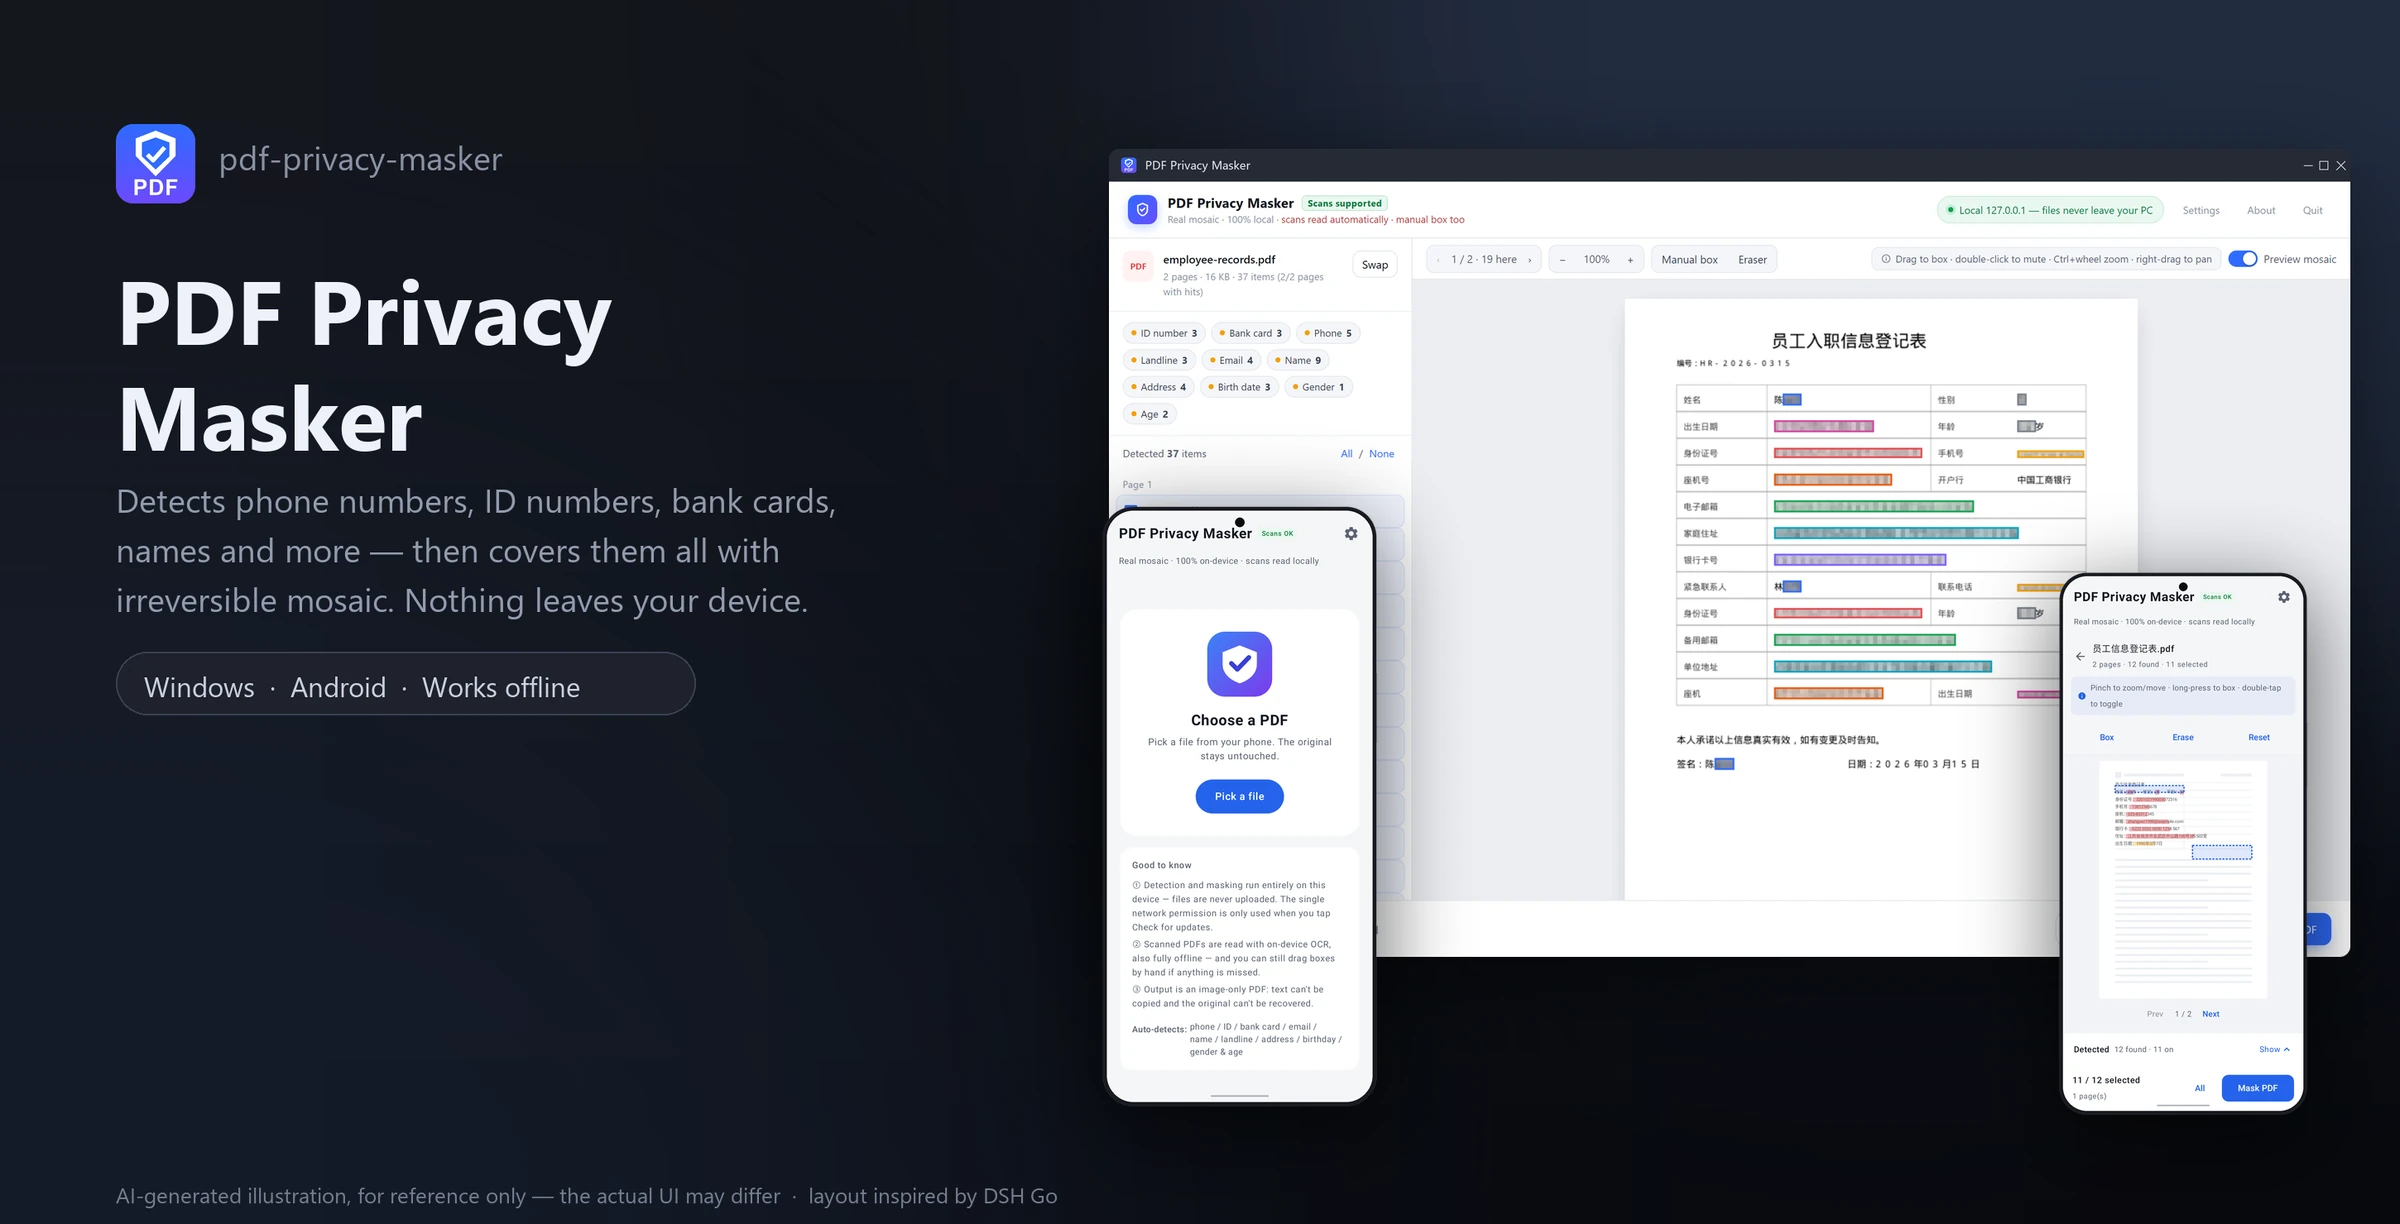 PDF
pdf-privacy-masker
PDF Privacy
Masker
Detects phone numbers, ID numbers, bank cards,
names and more — then covers them all with
irreversible mosaic. Nothing leaves your device.
Windows · Android · Works offline
AI-generated illustration, for reference only — the actual UI may differ · layout inspired by DSH Go
PDF Privacy Masker
PDF Privacy Masker Scans supported
Real mosaic · 100% local · scans read automatically · manual box too
Local 127.0.0.1 — files never leave your PC Settings About Quit
PDF
employee-records.pdf
2 pages · 16 KB · 37 items (2/2 pages
with hits)
Swap
‹ 1 / 2 · 19 here › − 100% + Manual box Eraser
Drag to box · double-click to mute · Ctrl+wheel zoom · right-drag to pan Preview mosaic
ID number 3 Bank card 3 Phone 5
Landline 3 Email 4 Name 9
Address 4 Birth date 3 Gender 1
Age 2
Detected 37 items All / None
Page 1
员工入职信息登记表
编号：HR-2026-0315
姓名 陈 性别
出生日期 年龄 岁
身份证号 手机号
座机号 开户行 中国工商银行
电子邮箱
家庭住址
银行卡号
紧急联系人 林 联系电话
身份证号 年龄 岁
备用邮箱
单位地址
座机 出生日期
本人承诺以上信息真实有效，如有变更及时告知。
签名：陈 日期：2026年03月15日
PDF Privacy Masker Scans OK
Real mosaic · 100% on-device · scans read locally
Choose a PDF
Pick a file from your phone. The original
stays untouched.
Pick a file
Good to know
① Detection and masking run entirely on this
device — files are never uploaded. The single
network permission is only used when you tap
Check for updates.
② Scanned PDFs are read with on-device OCR,
also fully offline — and you can still drag boxes
by hand if anything is missed.
③ Output is an image-only PDF: text can't be
copied and the original can't be recovered.
Auto-detects: phone / ID / bank card / email /
name / landline / address / birthday /
gender & age
PDF Privacy Masker Scans OK
Real mosaic · 100% on-device · scans read locally
员工信息登记表.pdf
2 pages · 12 found · 11 selected
Pinch to zoom/move · long-press to box · double-tap
to toggle
Box Erase Reset
Prev 1 / 2 Next
Detected 12 found · 11 on Show
11 / 12 selected
1 page(s)
All Mask PDF